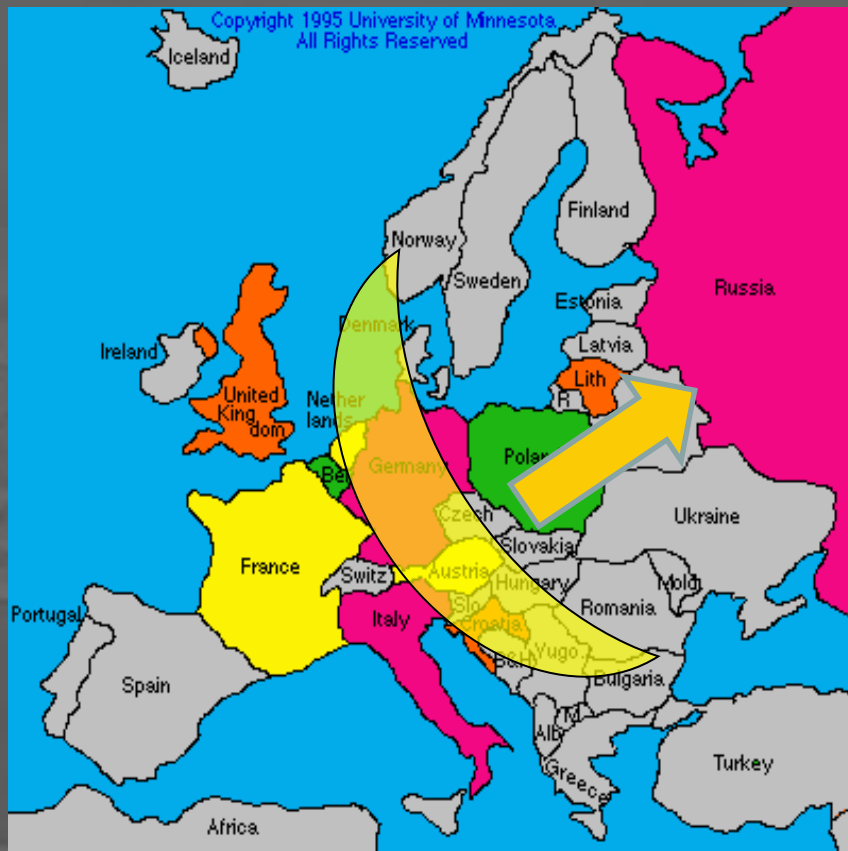 Copyright 1995 University of Minnesota
All Rights Reserved
Iceland
Finland
Norway
Sweden
Russia
Estonia
Denmark
Latvia
Ireland
Lith
R
United
King
dom
Nether
lands
Bel
Germany
Czech
Ukraine
Slovakia
France
Switz
Austria
Hungary
Mold
Romania
Slo
Portugal
Italy
Croatia
B&H
Yugo
Bulgaria
Spain
M
Alb
Turkey
Greece
Africa